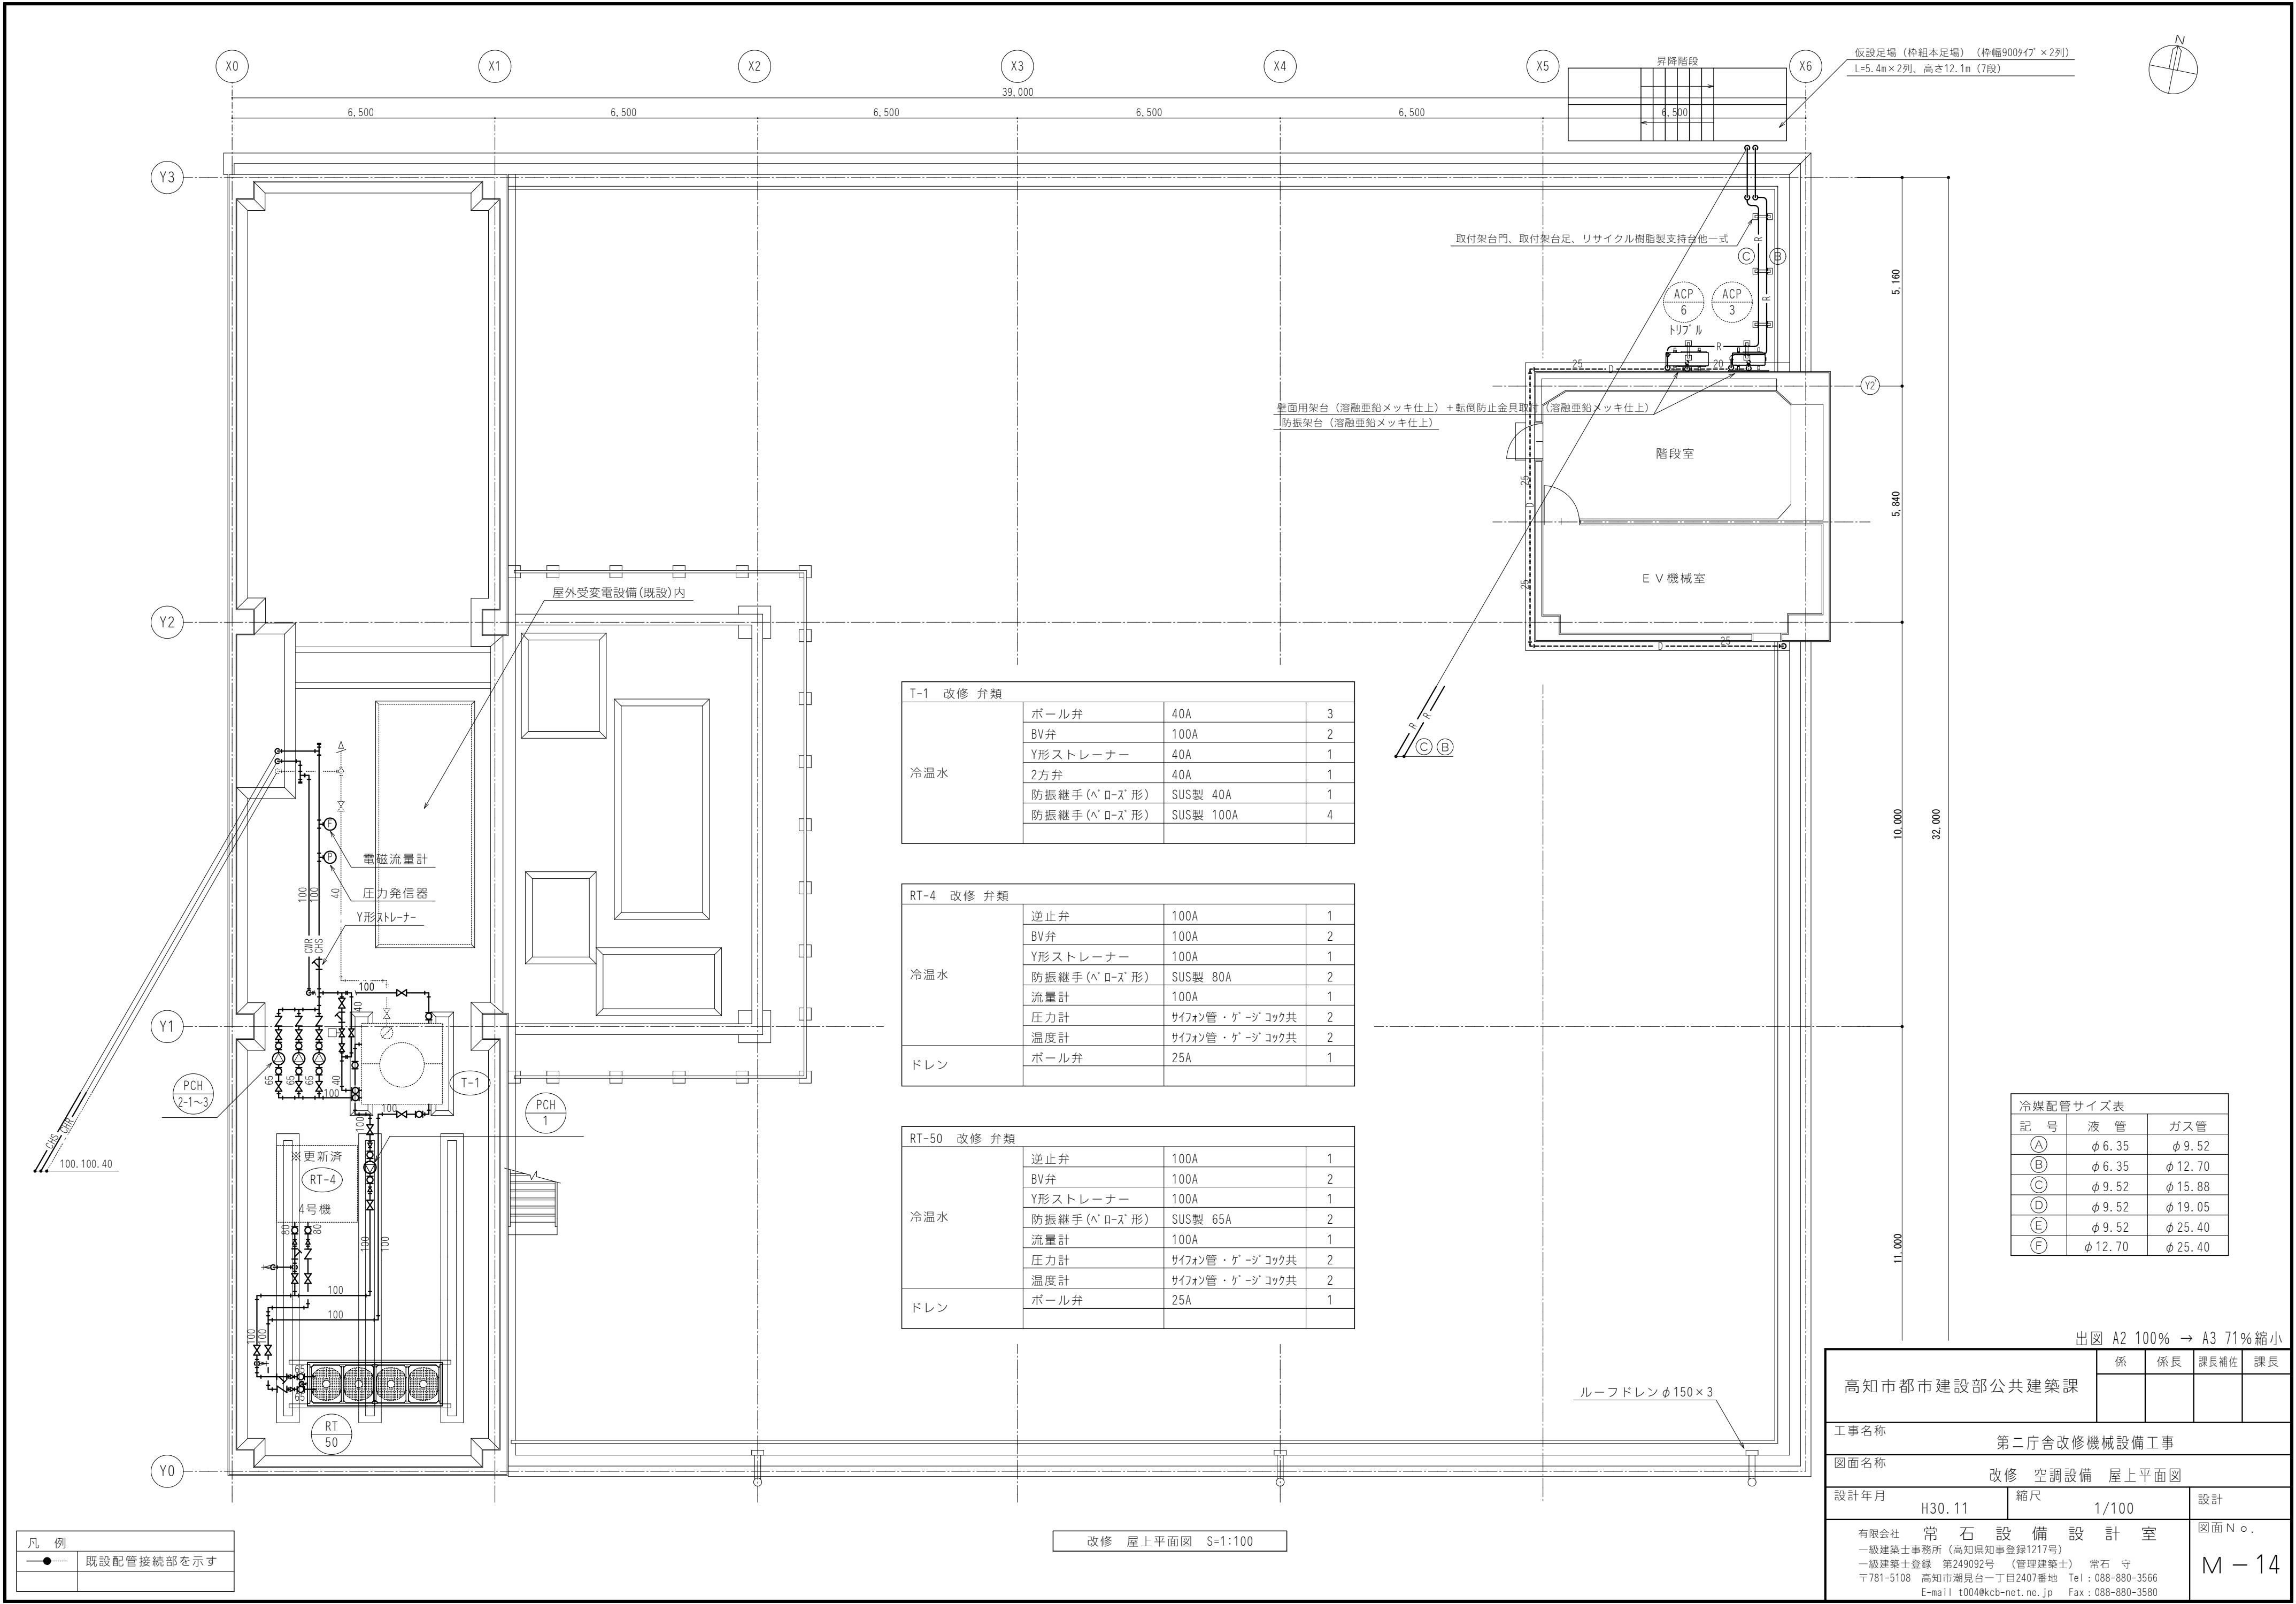 X0
X1
X2
X3
X4
X5
X6
N
昇降階段
仮設足場（枠組本足場）（枠幅900ﾀｲﾌﾟ×2列）
L=5.4m×2列、高さ12.1m（7段）
39,000
6,500
6,500
6,500
6,500
6,500
6,500
Y3
Y2
Y1
Y0
Y2'
5,160
5,840
10,000
11,000
32,000
取付架台門、取付架台足、リサイクル樹脂製支持台他一式
R
C
B
R
ACP
6
ACP
3
ﾄﾘﾌﾟﾙ
R
25
D
20
壁面用架台（溶融亜鉛メッキ仕上）＋転倒防止金具取付（溶融亜鉛メッキ仕上）
防振架台（溶融亜鉛メッキ仕上）
階段室
25
D
ＥＶ機械室
25
D
25
R
R
C
B
屋外受変電設備(既設)内
F
P
電磁流量計
圧力発信器
Y形ｽﾄﾚｰﾅｰ
100
100
40
CWR
CHS
100
40
65
65
65
40
100
100
100
PCH
2-1～3
T-1
PCH
1
CHS
CHR
100.100.40
※更新済
RT-4
4号機
80
80
100
100
100
100
100
100
65
65
RT
50
T-1 改修 弁類
冷温水
ボール弁 40A 3
BV弁 100A 2
Y形ストレーナー 40A 1
2方弁 40A 1
防振継手(ﾍﾞﾛｰｽﾞ形) SUS製 40A 1
防振継手(ﾍﾞﾛｰｽﾞ形) SUS製 100A 4
RT-4 改修 弁類
冷温水
逆止弁 100A 1
BV弁 100A 2
Y形ストレーナー 100A 1
防振継手(ﾍﾞﾛｰｽﾞ形) SUS製 80A 2
流量計 100A 1
圧力計 ｻｲﾌｫﾝ管・ｹﾞｰｼﾞｺｯｸ共 2
温度計 ｻｲﾌｫﾝ管・ｹﾞｰｼﾞｺｯｸ共 2
ドレン ボール弁 25A 1
RT-50 改修 弁類
冷温水
逆止弁 100A 1
BV弁 100A 2
Y形ストレーナー 100A 1
防振継手(ﾍﾞﾛｰｽﾞ形) SUS製 65A 2
流量計 100A 1
圧力計 ｻｲﾌｫﾝ管・ｹﾞｰｼﾞｺｯｸ共 2
温度計 ｻｲﾌｫﾝ管・ｹﾞｰｼﾞｺｯｸ共 2
ドレン ボール弁 25A 1
冷媒配管サイズ表
記 号 液 管 ガス管
A φ6.35 φ9.52
B φ6.35 φ12.70
C φ9.52 φ15.88
D φ9.52 φ19.05
E φ9.52 φ25.40
F φ12.70 φ25.40
ルーフドレンφ150×3
出図 A2 100% → A3 71%縮小
高知市都市建設部公共建築課
係 係長 課長補佐 課長
工事名称
第二庁舎改修機械設備工事
図面名称
改修 空調設備 屋上平面図
設計年月 H30.11 縮尺 1/100 設計
有限会社 常石設備設計室
一級建築士事務所（高知県知事登録1217号）
一級建築士登録 第249092号 （管理建築士） 常石 守
〒781-5108 高知市潮見台一丁目2407番地 Tel：088-880-3566
E-mail t004@kcb-net.ne.jp Fax：088-880-3580
図面Ｎｏ.
Ｍ－14
凡 例
既設配管接続部を示す
改修 屋上平面図 S=1:100